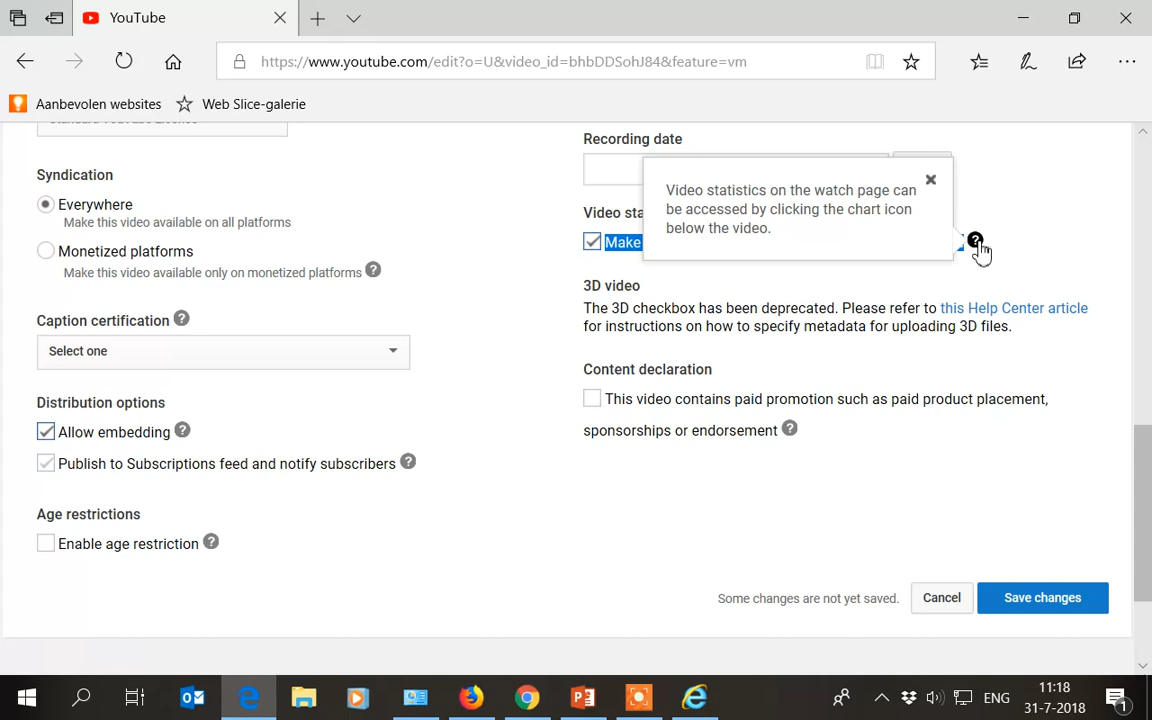 YouTube
https://www.youtube.com/edit?o=U&video_id=bhbDDSohJ84&feature=vm
Aanbevolen websites
Web Slice-galerie
Standard YouTube License
Syndication
Everywhere
Make this video available on all platforms
Monetized platforms
Make this video available only on monetized platforms ?
Caption certification ?
Select one
Distribution options
Allow embedding ?
Publish to Subscriptions feed and notify subscribers ?
Age restrictions
Enable age restriction ?
Recording date
Video sta
Make
?
Video statistics on the watch page can
be accessed by clicking the chart icon
below the video.
3D video
The 3D checkbox has been deprecated. Please refer to this Help Center article
for instructions on how to specify metadata for uploading 3D files.
Content declaration
This video contains paid promotion such as paid product placement,
sponsorships or endorsement ?
Some changes are not yet saved.
Cancel
Save changes
ENG
11:18
31-7-2018
1